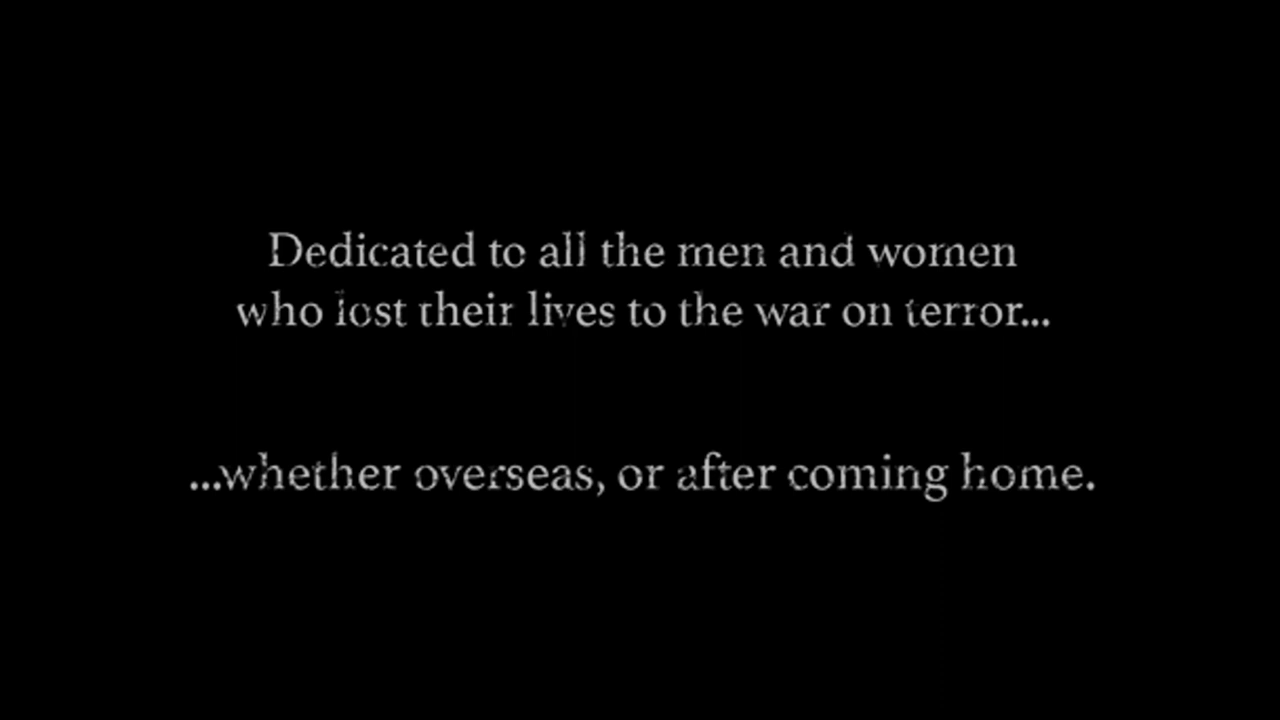 Dedicated to all the men and women
who lost their lives to the war on terror...
...whether overseas, or after coming home.